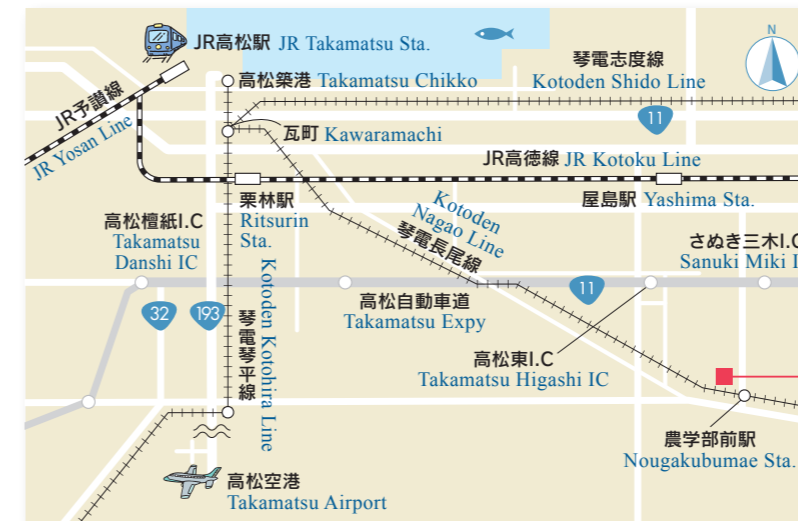 JR高松駅 JR Takamatsu Sta.
N
高松築港 Takamatsu Chikko
琴電志度線
Kotoden Shido Line
JR予讃線
JR Yosan Line
11
瓦町 Kawaramachi
JR高徳線 JR Kotoku Line
栗林駅
Ritsurin
Sta.
屋島駅 Yashima Sta.
高松檀紙I.C
Takamatsu
Danshi IC
Kotoden
Nagao Line
琴電長尾線
さぬき三木I.C
Sanuki Miki I
32
193
琴電琴平線
Kotoden Kotohira Line
高松自動車道
Takamatsu Expy
11
高松東I.C
Takamatsu Higashi IC
農学部前駅
Nougakubumae Sta.
高松空港
Takamatsu Airport